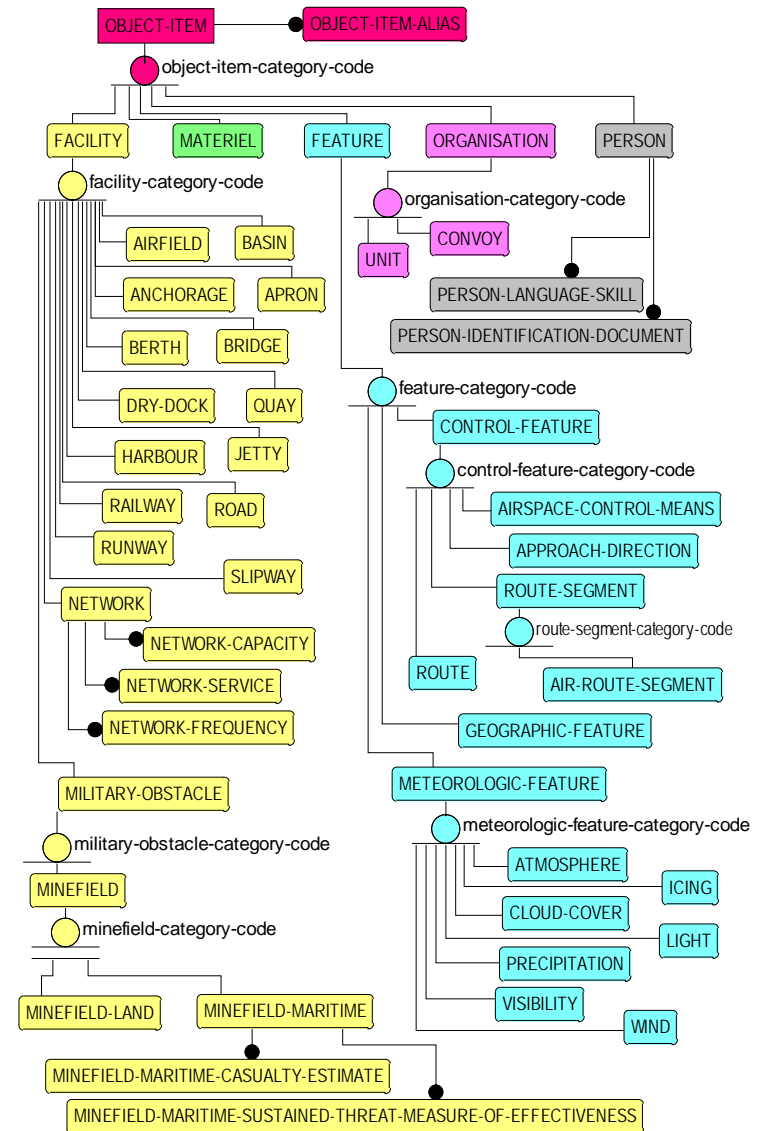 OBJECT-ITEM
OBJECT-ITEM-ALIAS
object-item-category-code
FACILITY
MATERIEL
FEATURE
ORGANISATION
PERSON
facility-category-code
organisation-category-code
AIRFIELD
BASIN
UNIT
CONVOY
ANCHORAGE
APRON
PERSON-LANGUAGE-SKILL
BERTH
BRIDGE
PERSON-IDENTIFICATION-DOCUMENT
feature-category-code
DRY-DOCK
QUAY
CONTROL-FEATURE
HARBOUR
JETTY
control-feature-category-code
RAILWAY
ROAD
AIRSPACE-CONTROL-MEANS
RUNWAY
APPROACH-DIRECTION
SLIPWAY
ROUTE-SEGMENT
NETWORK
route-segment-category-code
NETWORK-CAPACITY
ROUTE
AIR-ROUTE-SEGMENT
NETWORK-SERVICE
NETWORK-FREQUENCY
GEOGRAPHIC-FEATURE
MILITARY-OBSTACLE
METEOROLOGIC-FEATURE
military-obstacle-category-code
meteorologic-feature-category-code
MINEFIELD
ATMOSPHERE
ICING
minefield-category-code
CLOUD-COVER
LIGHT
PRECIPITATION
MINEFIELD-LAND
MINEFIELD-MARITIME
VISIBILITY
WIND
MINEFIELD-MARITIME-CASUALTY-ESTIMATE
MINEFIELD-MARITIME-SUSTAINED-THREAT-MEASURE-OF-EFFECTIVENESS